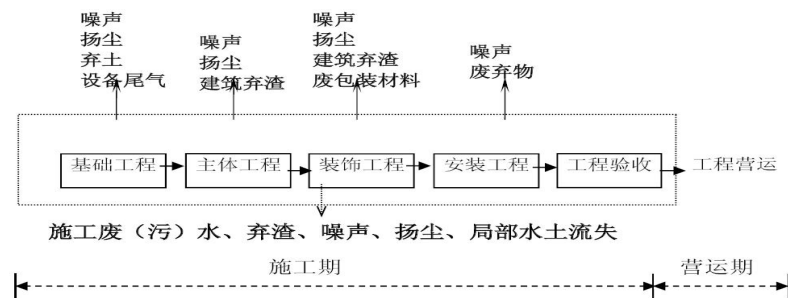 噪声
扬尘
弃土
设备尾气
噪声
扬尘
建筑弃渣
噪声
扬尘
建筑弃渣
废包装材料
噪声
废弃物
基础工程
主体工程
装饰工程
安装工程
工程验收
工程营运
施工废（污）水、弃渣、噪声、扬尘、局部水土流失
施工期
营运期